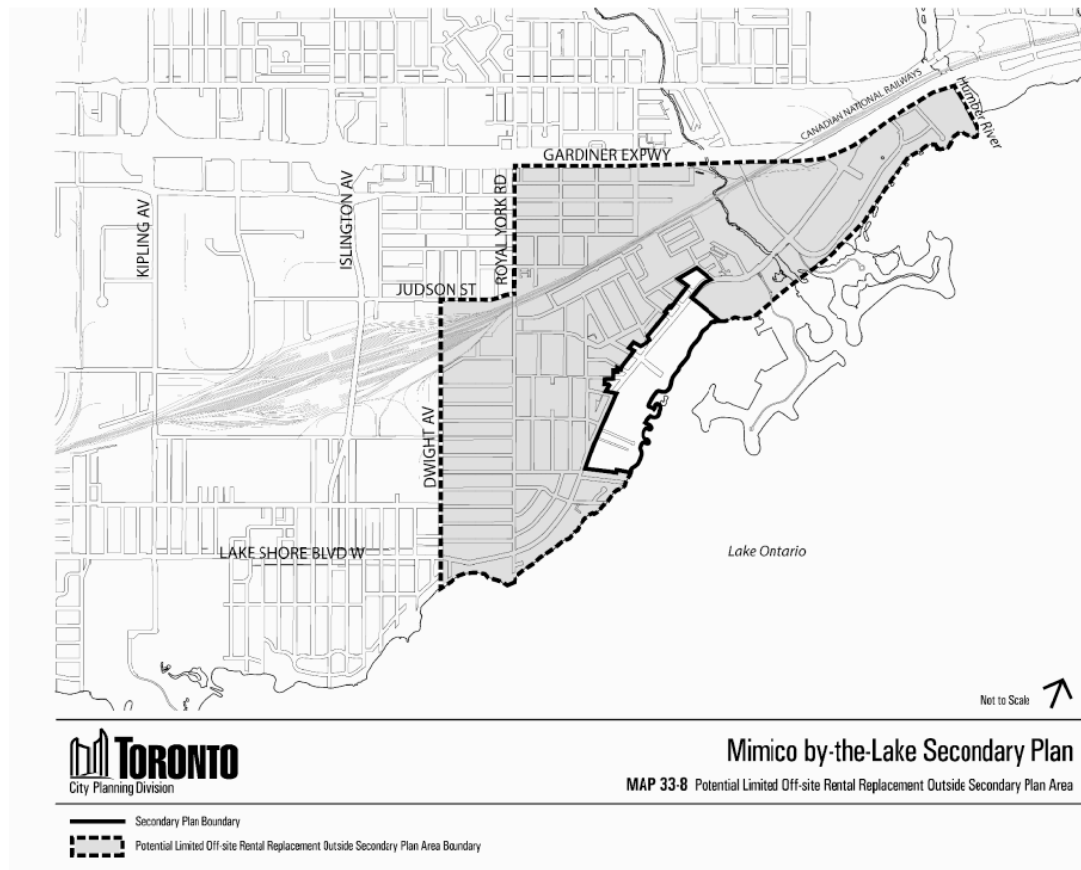 CANADIAN NATIONAL RAILWAYS
Humber River
GARDINER EXPWY
KIPLING AV
ISLINGTON AV
ROYAL YORK RD
JUDSON ST
DWIGHT AV
LAKE SHORE BLVD W
Lake Ontario
Not to Scale
TORONTO
City Planning Division
Mimico by-the-Lake Secondary Plan
MAP 33-8 Potential Limited Off-site Rental Replacement Outside Secondary Plan Area
Secondary Plan Boundary
Potential Limited Off-site Rental Replacement Outside Secondary Plan Area Boundary